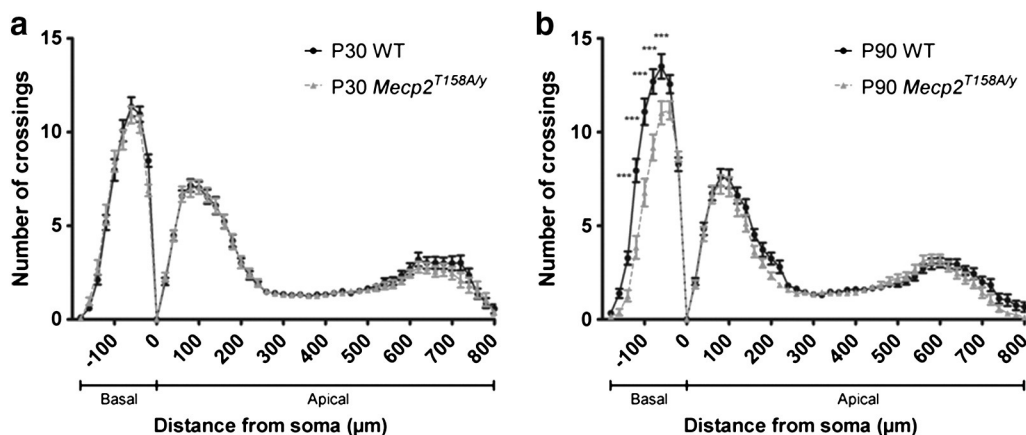 a
15
10
5
0
Number of crossings
P30 WT
P30 Mecp2T158A/y
-100 0 100 200 300 400 500 600 700 800
Basal Apical
Distance from soma (µm)
b
15
10
5
0
Number of crossings
P90 WT
P90 Mecp2T158A/y
***
***
***
***
***
-100 0 100 200 300 400 500 600 700 800
Basal Apical
Distance from soma (µm)